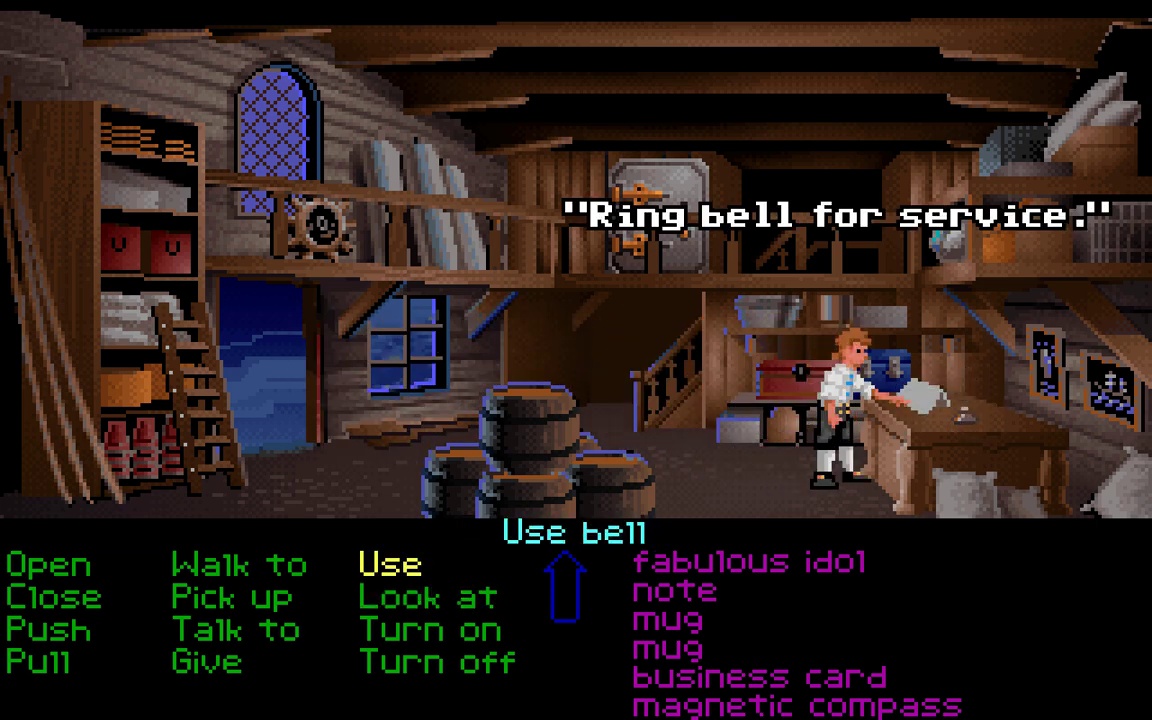 "Ring bell for service."
Use bell
Open Walk to Use
Close Pick up Look at
Push Talk to Turn on
Pull Give Turn off
fabulous idol
note
mug
mug
business card
magnetic compass